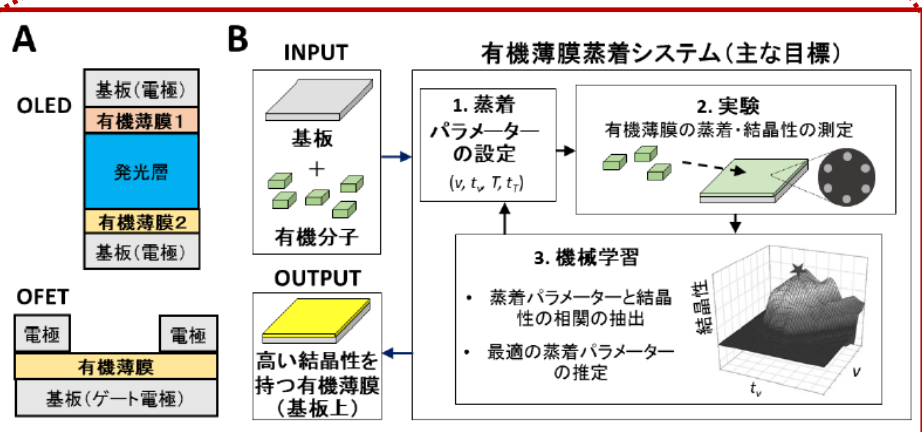 A
OLED
基板(電極)
有機薄膜1
発光層
有機薄膜2
基板(電極)
OFET
電極
電極
有機薄膜
基板(ゲート電極)
B
INPUT
基板
+
有機分子
OUTPUT
高い結晶性を
持つ有機薄膜
(基板上)
有機薄膜蒸着システム(主な目標)
1. 蒸着
パラメーター
の設定
(v, tᵥ, T, t_T)
2. 実験
有機薄膜の蒸着・結晶性の測定
3. 機械学習
• 蒸着パラメーターと結晶
性の相関の抽出
• 最適の蒸着パラメーター
の推定
結晶性
tᵥ
v